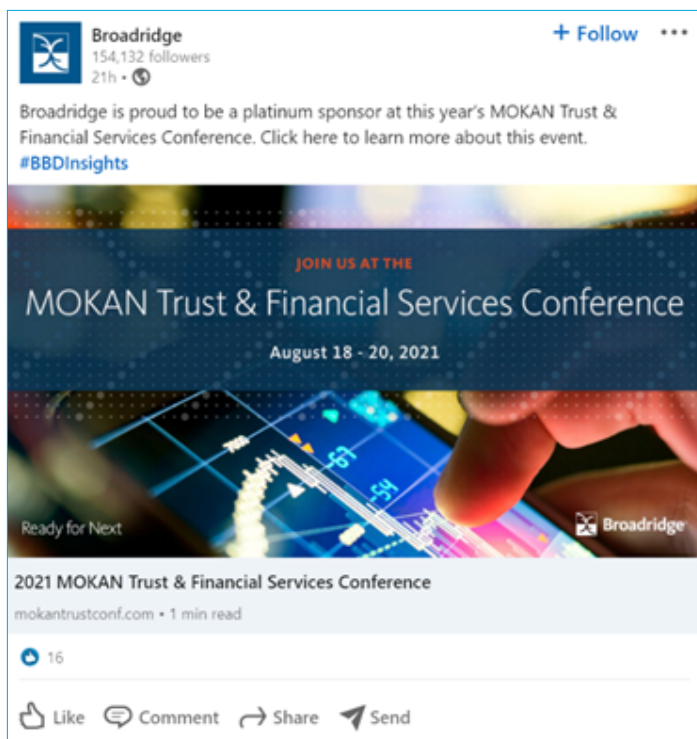 Broadridge
+ Follow
154,132 followers
21h •
Broadridge is proud to be a platinum sponsor at this year's MOKAN Trust &
Financial Services Conference. Click here to learn more about this event.
#BBDInsights
JOIN US AT THE
MOKAN Trust & Financial Services Conference
August 18 - 20, 2021
-67
-54
Ready for Next
Broadridge
2021 MOKAN Trust & Financial Services Conference
mokantrustconf.com • 1 min read
16
Like Comment Share Send